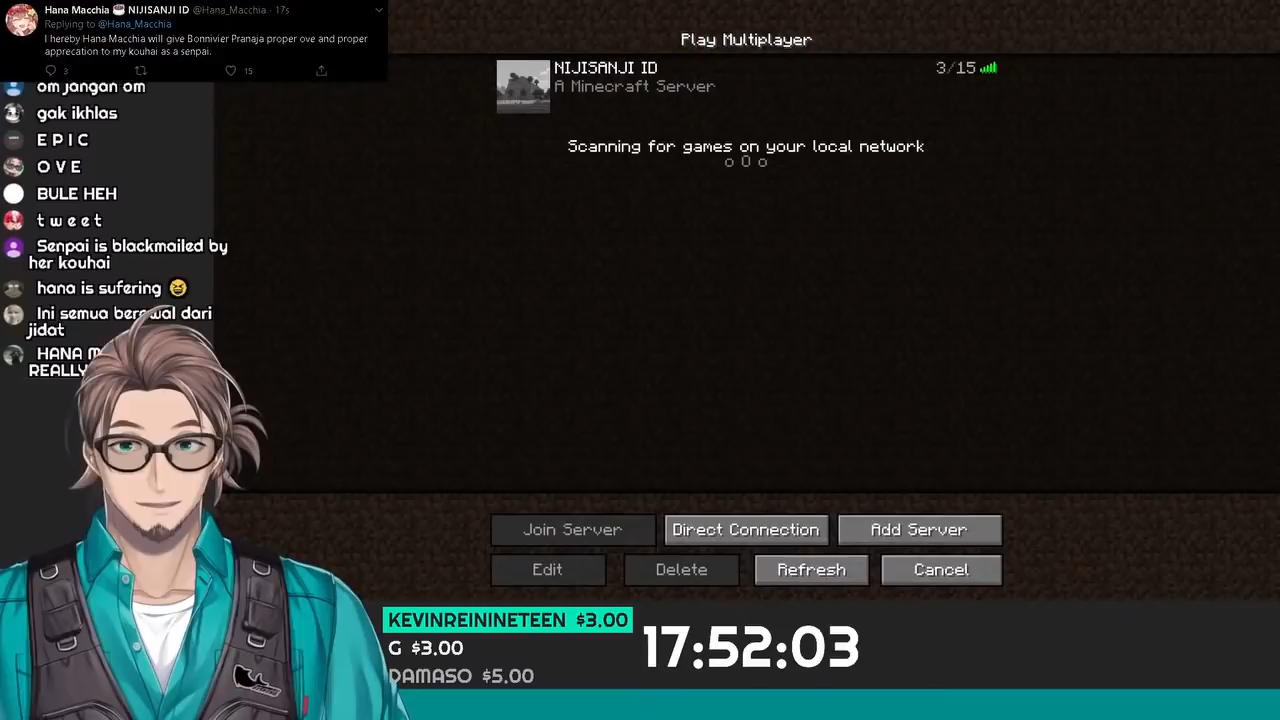 Hana Macchia ☕ NIJISANJI ID @Hana_Macchia · 17s
Replying to @Hana_Macchia
I hereby Hana Macchia will give Bonnivier Pranaja proper ove and proper
apprecation to my kouhai as a senpai.
3
15
om jangan om
gak ikhlas
E P I C
O V E
BULE HEH
t w e e t
Senpai is blackmailed by
her kouhai
hana is sufering 😆
Ini semua berawal dari
jidat
HANA
REALLY
Play Multiplayer
NIJISANJI ID
3/15
A Minecraft Server
Scanning for games on your local network
o O o
Join Server
Direct Connection
Add Server
Edit
Delete
Refresh
Cancel
KEVINREININETEEN $3.00
G $3.00
DAMASO $5.00
17:52:03